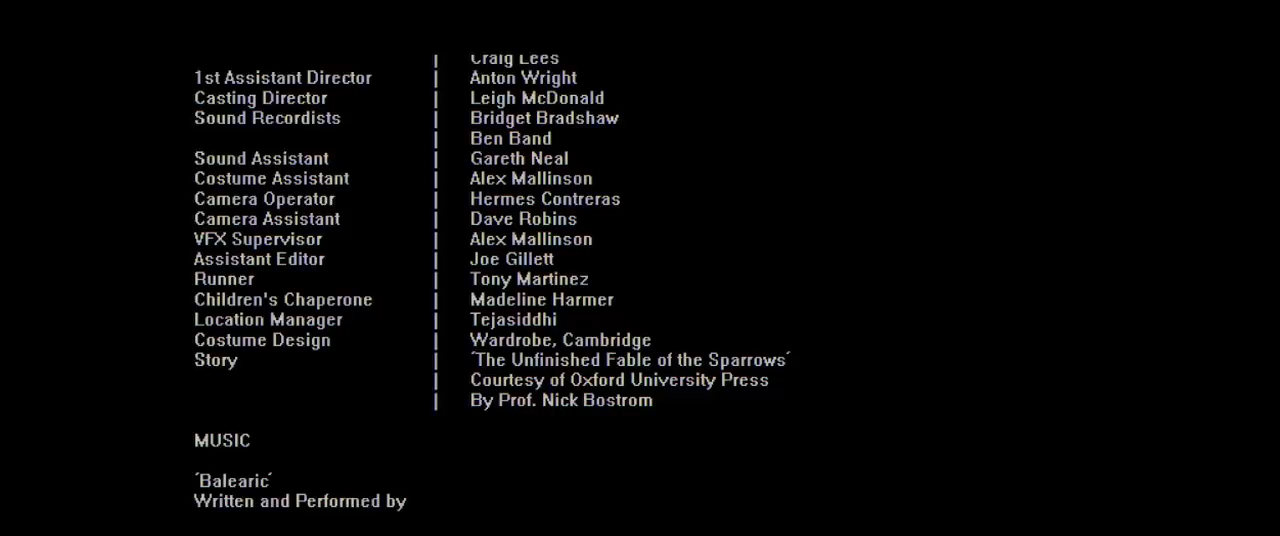 Craig Lees
1st Assistant Director | Anton Wright
Casting Director | Leigh McDonald
Sound Recordists | Bridget Bradshaw
| Ben Band
Sound Assistant | Gareth Neal
Costume Assistant | Alex Mallinson
Camera Operator | Hermes Contreras
Camera Assistant | Dave Robins
VFX Supervisor | Alex Mallinson
Assistant Editor | Joe Gillett
Runner | Tony Martinez
Children's Chaperone | Madeline Harmer
Location Manager | Tejasiddhi
Costume Design | Wardrobe, Cambridge
Story | ´The Unfinished Fable of the Sparrows´
| Courtesy of Oxford University Press
| By Prof. Nick Bostrom
MUSIC
´Balearic´
Written and Performed by